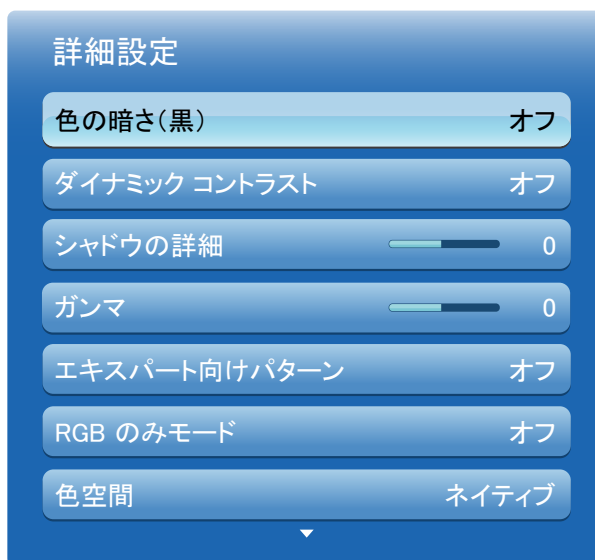 詳細設定
色の暗さ(黒) オフ
ダイナミック コントラスト オフ
シャドウの詳細 0
ガンマ 0
エキスパート向けパターン オフ
RGB のみモード オフ
色空間 ネイティブ